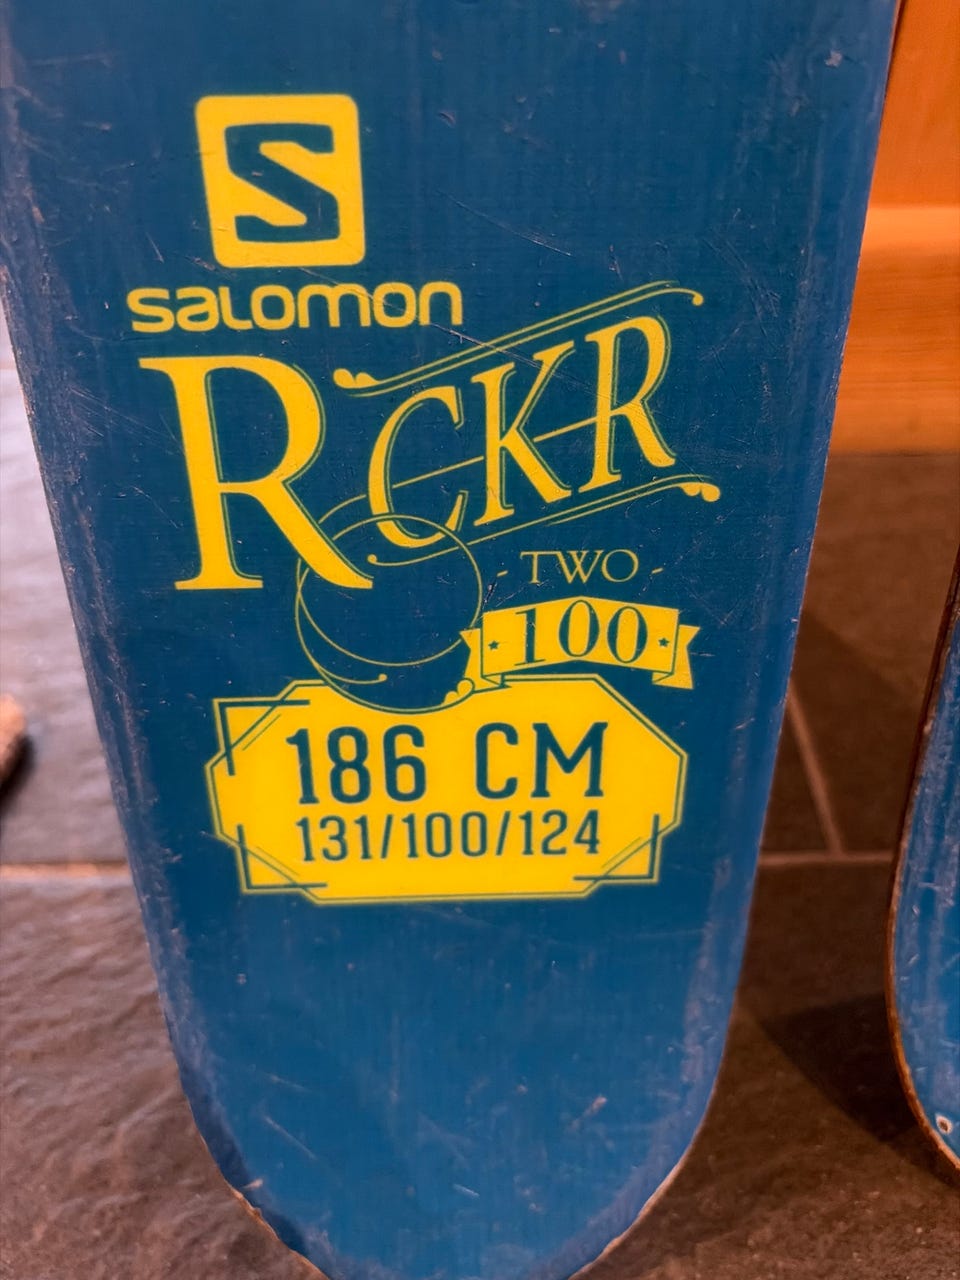 S
SALOMON
RCKR
TWO
100
186 CM
131/100/124